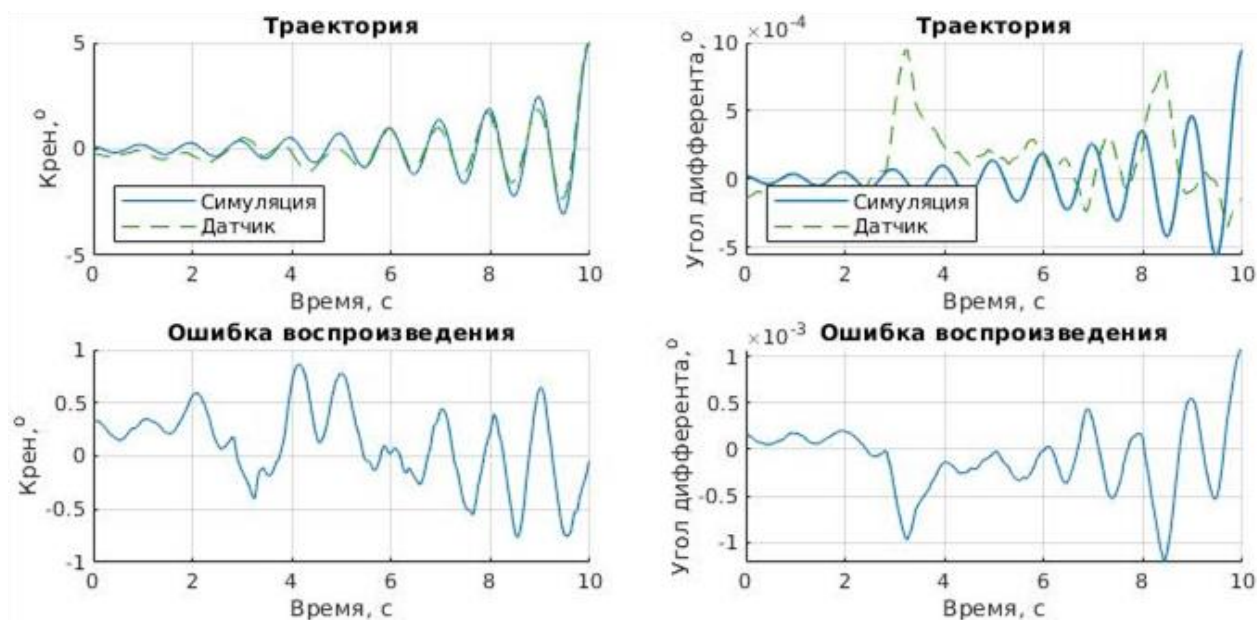 Траектория
Крен,°
5
0
-5
Симуляция
Датчик
0 2 4 6 8 10
Время, с
Траектория
×10⁻⁴
Угол дифферента,°
10
5
0
-5
Симуляция
Датчик
0 2 4 6 8 10
Время, с
Ошибка воспроизведения
Крен,°
1
0.5
0
-0.5
-1
0 2 4 6 8 10
Время, с
Ошибка воспроизведения
×10⁻³
Угол дифферента,°
1
0.5
0
-0.5
-1
0 2 4 6 8 10
Время, с